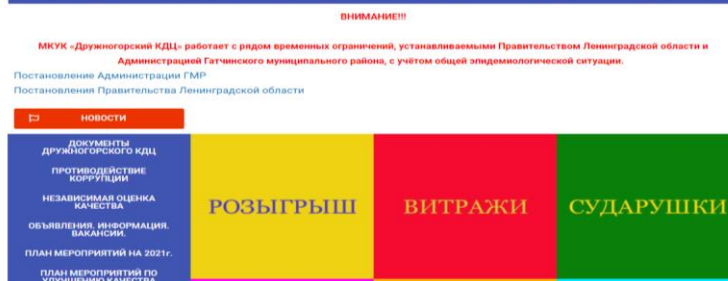 ВНИМАНИЕ!!!
МКУК «Дружногорский КДЦ» работает с рядом временных ограничений, устанавливаемыми Правительством Ленинградской области и
Администрацией Гатчинского муниципального района, с учётом общей эпидемиологической ситуации.
Постановление Администрации ГМР
Постановления Правительства Ленинградской области
НОВОСТИ
ДОКУМЕНТЫ
ДРУЖНОГОРСКОГО КДЦ
ПРОТИВОДЕЙСТВИЕ
КОРРУПЦИИ
НЕЗАВИСИМАЯ ОЦЕНКА
КАЧЕСТВА
ОБЪЯВЛЕНИЯ. ИНФОРМАЦИЯ.
ВАКАНСИИ.
ПЛАН МЕРОПРИЯТИЙ НА 2021г.
ПЛАН МЕРОПРИЯТИЙ ПО
УЛУЧШЕНИЮ КАЧЕСТВА
РОЗЫГРЫШ
ВИТРАЖИ
СУДАРУШКИ